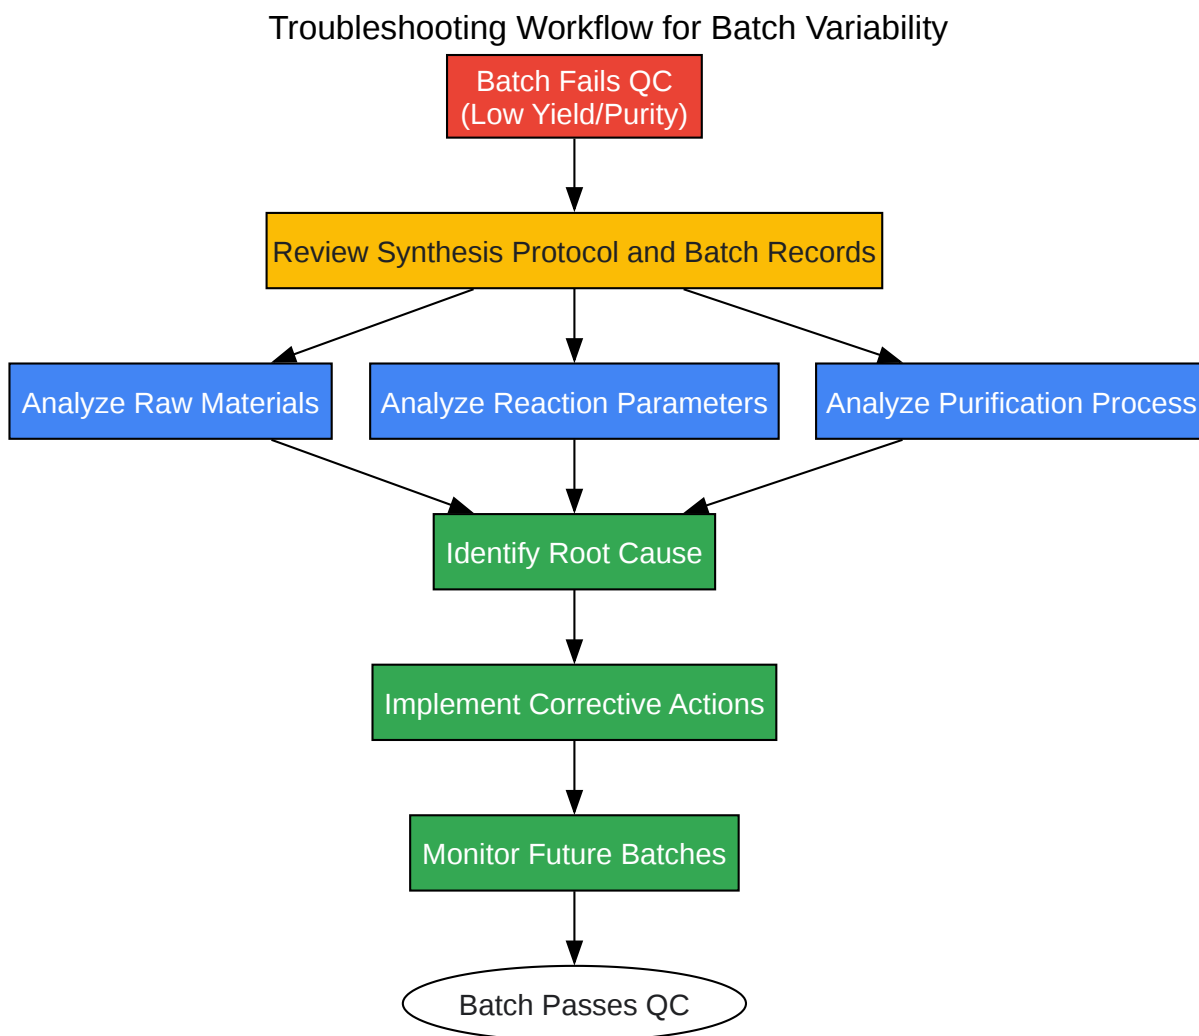 Troubleshooting Workflow for Batch Variability
Batch Fails QC
(Low Yield/Purity)
Review Synthesis Protocol and Batch Records
Analyze Raw Materials
Analyze Reaction Parameters
Analyze Purification Process
Identify Root Cause
Implement Corrective Actions
Monitor Future Batches
Batch Passes QC